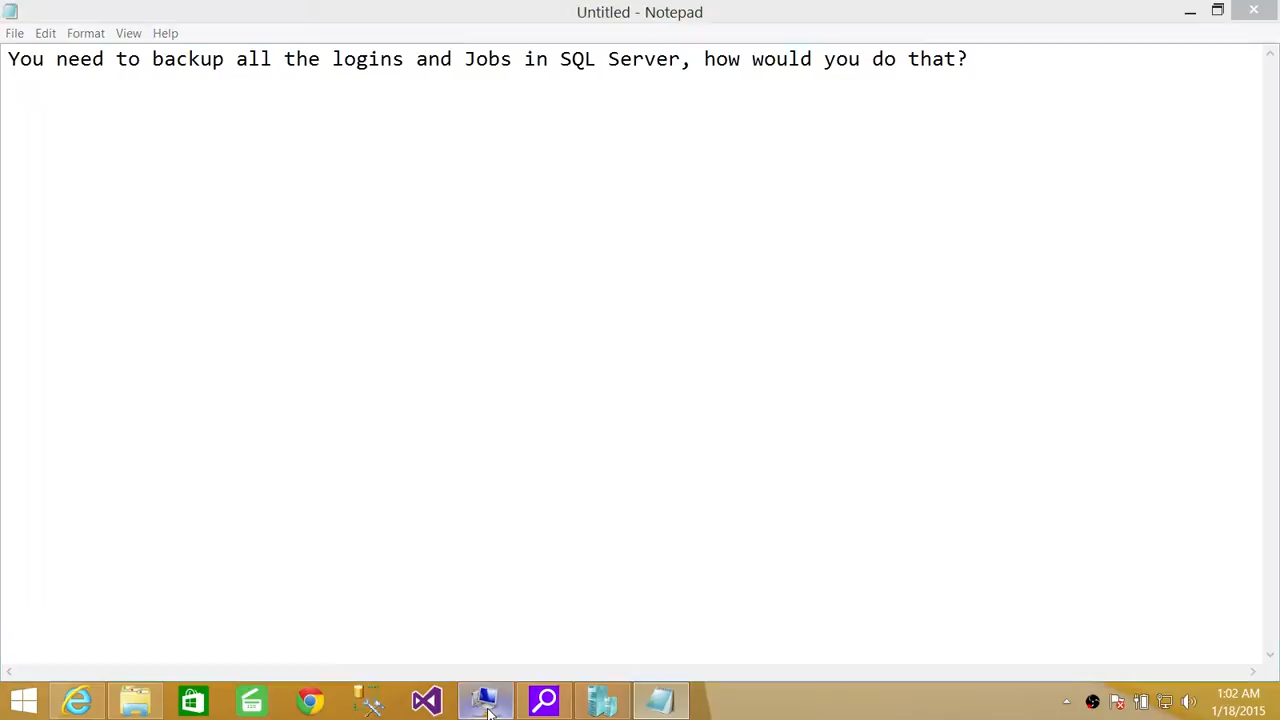 Untitled - Notepad
File Edit Format View Help
You need to backup all the logins and Jobs in SQL Server, how would you do that?
1:02 AM
1/18/2015